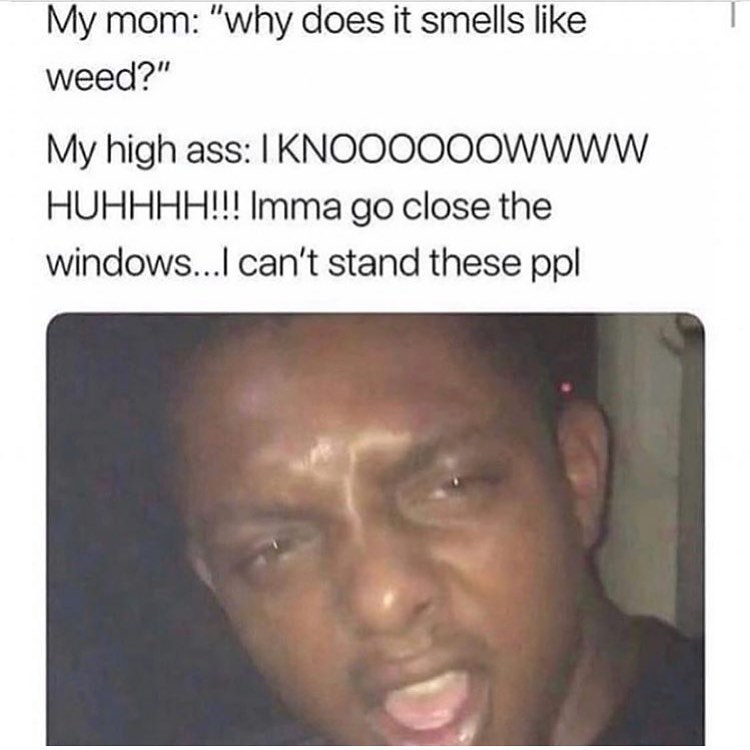 My mom: "why does it smells like
weed?"
My high ass: I KNOOOOOOWWWW
HUHHHH!!! Imma go close the
windows...I can't stand these ppl